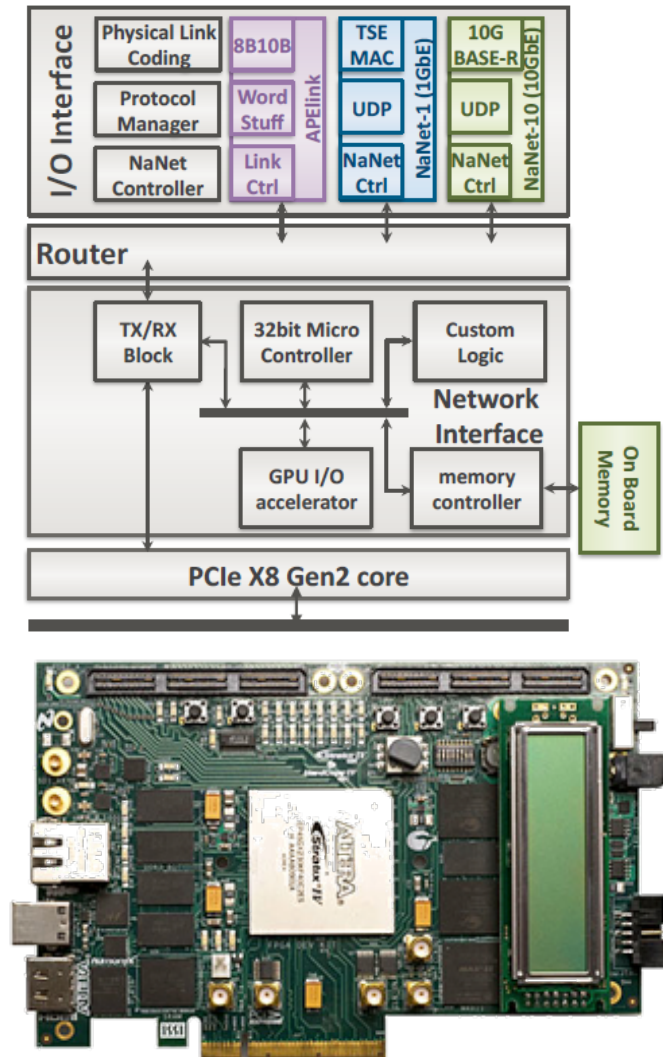 I/O Interface
Physical Link
Coding
8B10B
TSE
MAC
10G
BASE-R
Protocol
Manager
Word
Stuff
UDP
UDP
NaNet
Controller
Link
Ctrl
NaNet
Ctrl
NaNet
Ctrl
APElink
NaNet-1 (1GbE)
NaNet-10 (10GbE)
Router
TX/RX
Block
32bit Micro
Controller
Custom
Logic
Network
Interface
GPU I/O
accelerator
memory
controller
On Board
Memory
PCIe X8 Gen2 core
ALTERA
Stratix IV